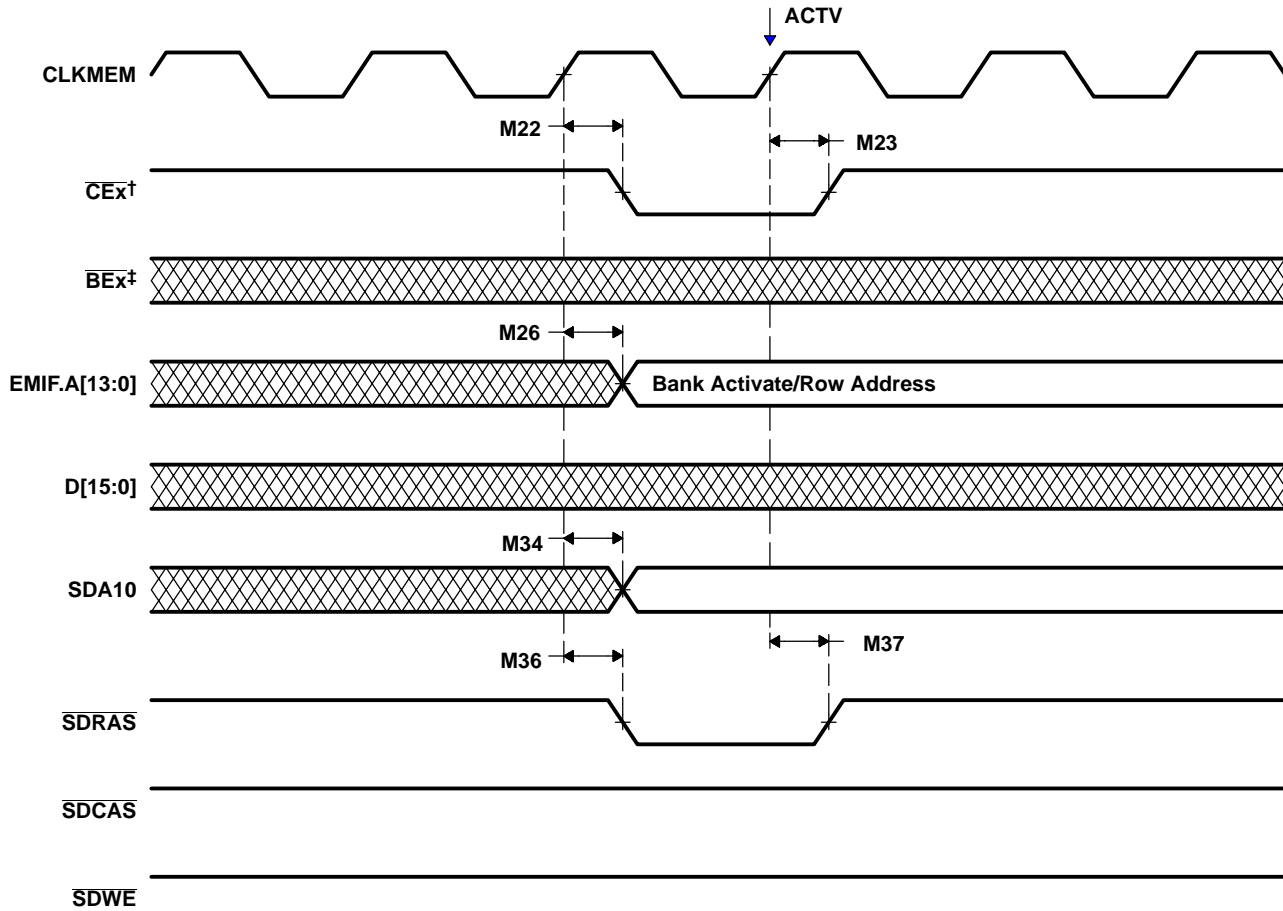 ACTV
CLKMEM
M22
M23
CEx†
BEx‡
M26
EMIF.A[13:0]
Bank Activate/Row Address
D[15:0]
M34
SDA10
M37
M36
SDRAS
SDCAS
SDWE